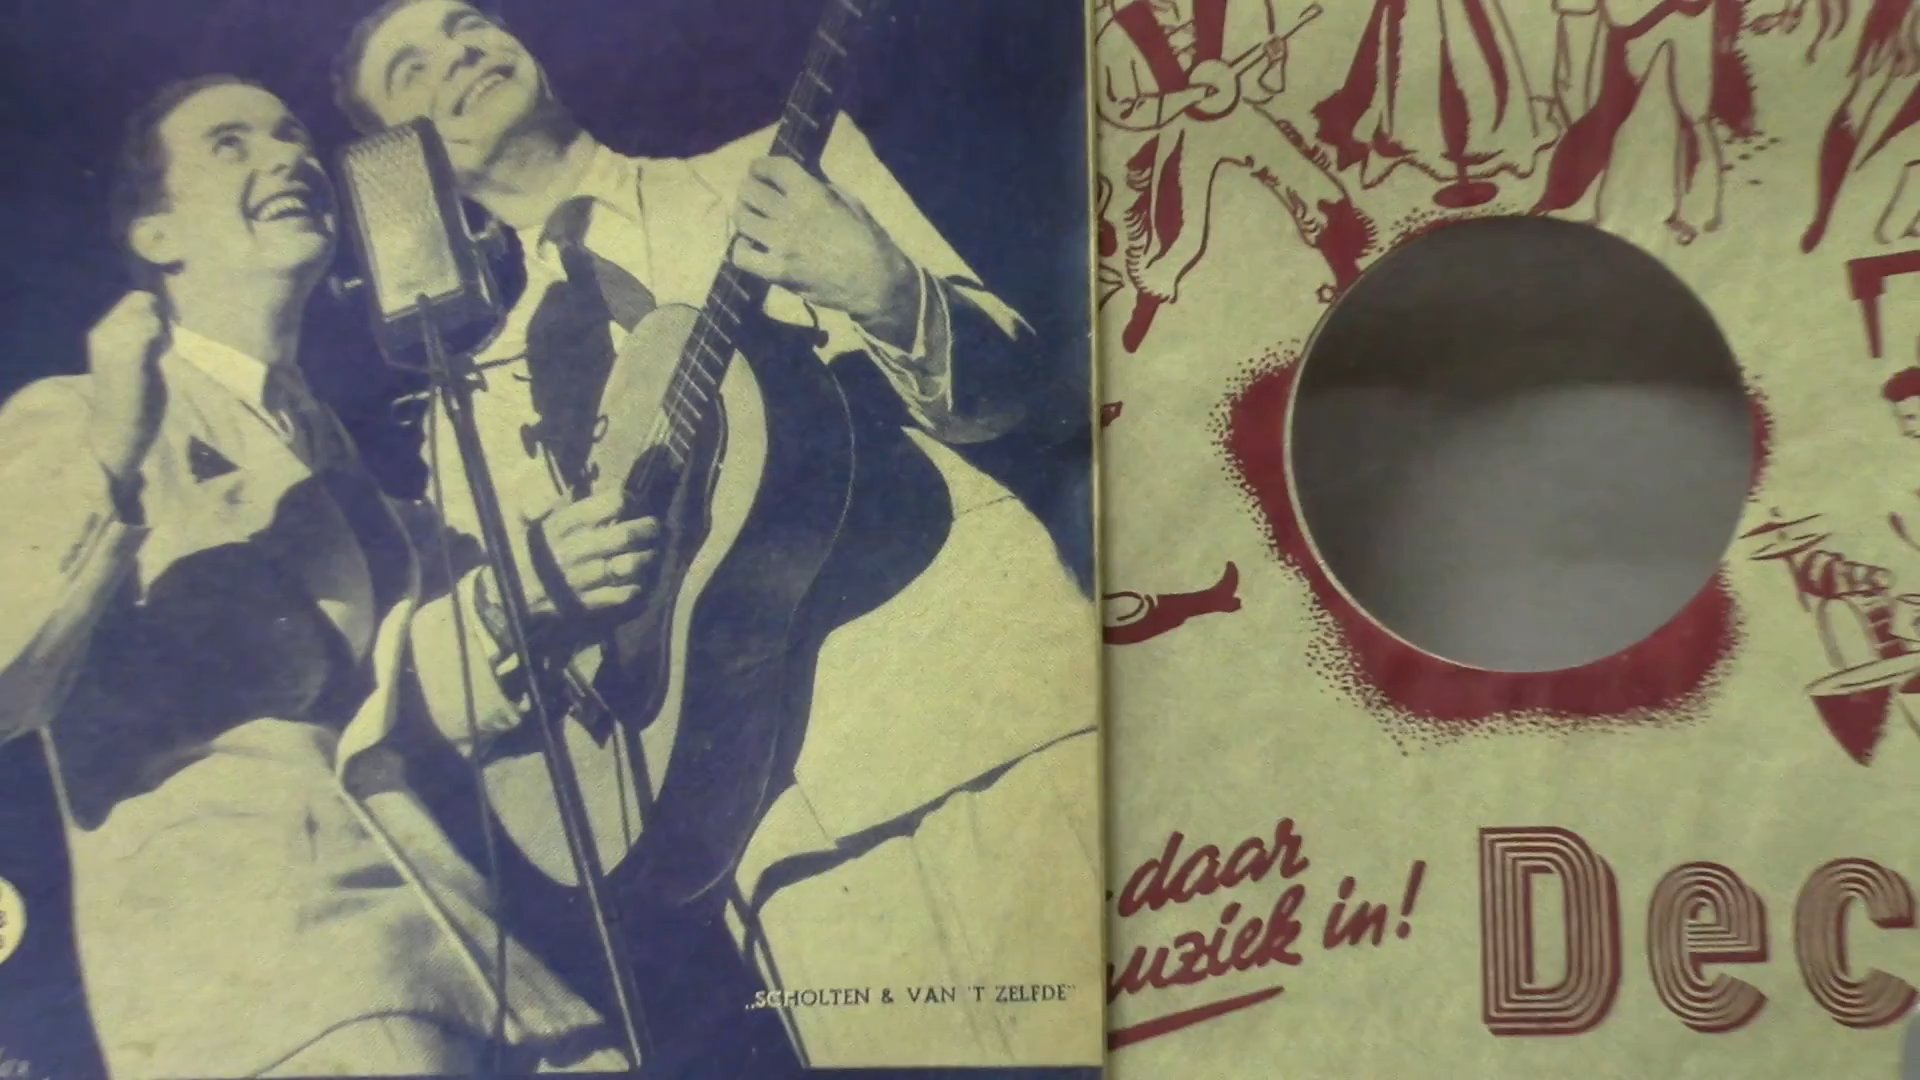 „SCHOLTEN & VAN 'T ZELFDE"
daar
uziek in!
Dec